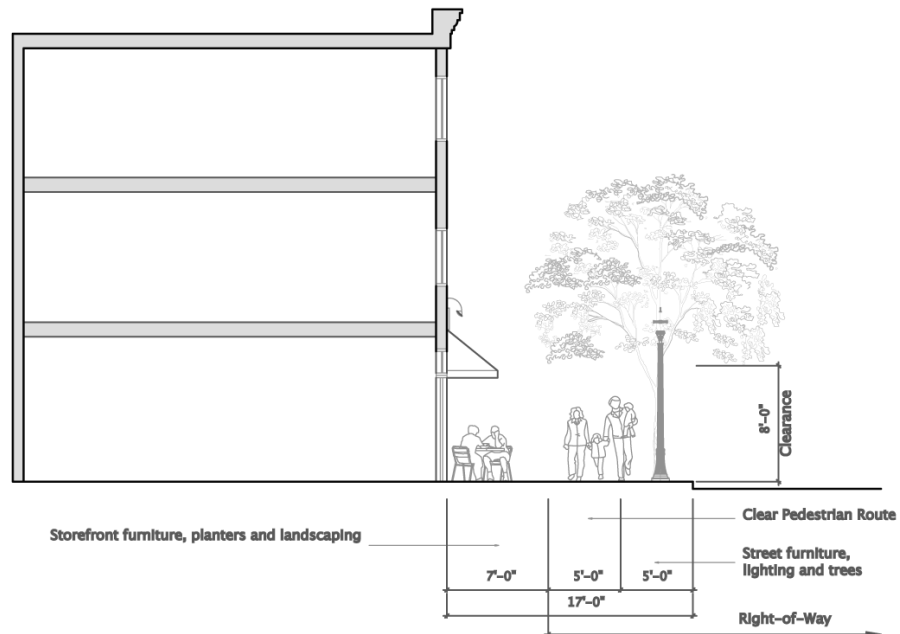 8'-0"
Clearance
Storefront furniture, planters and landscaping
Clear Pedestrian Route
Street furniture,
lighting and trees
7'-0"
5'-0"
5'-0"
17'-0"
Right-of-Way